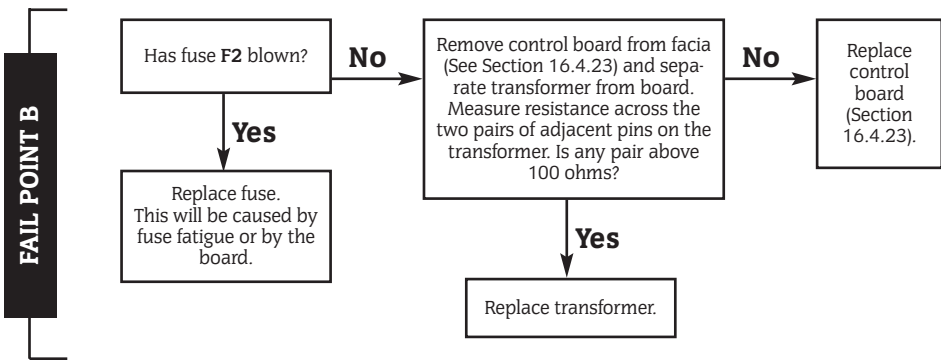 FAIL POINT B
Has fuse F2 blown?
No
Remove control board from facia
(See Section 16.4.23) and sepa-
rate transformer from board.
Measure resistance across the
two pairs of adjacent pins on the
transformer. Is any pair above
100 ohms?
No
Replace
control
board
(Section
16.4.23).
Yes
Replace fuse.
This will be caused by
fuse fatigue or by the
board.
Yes
Replace transformer.